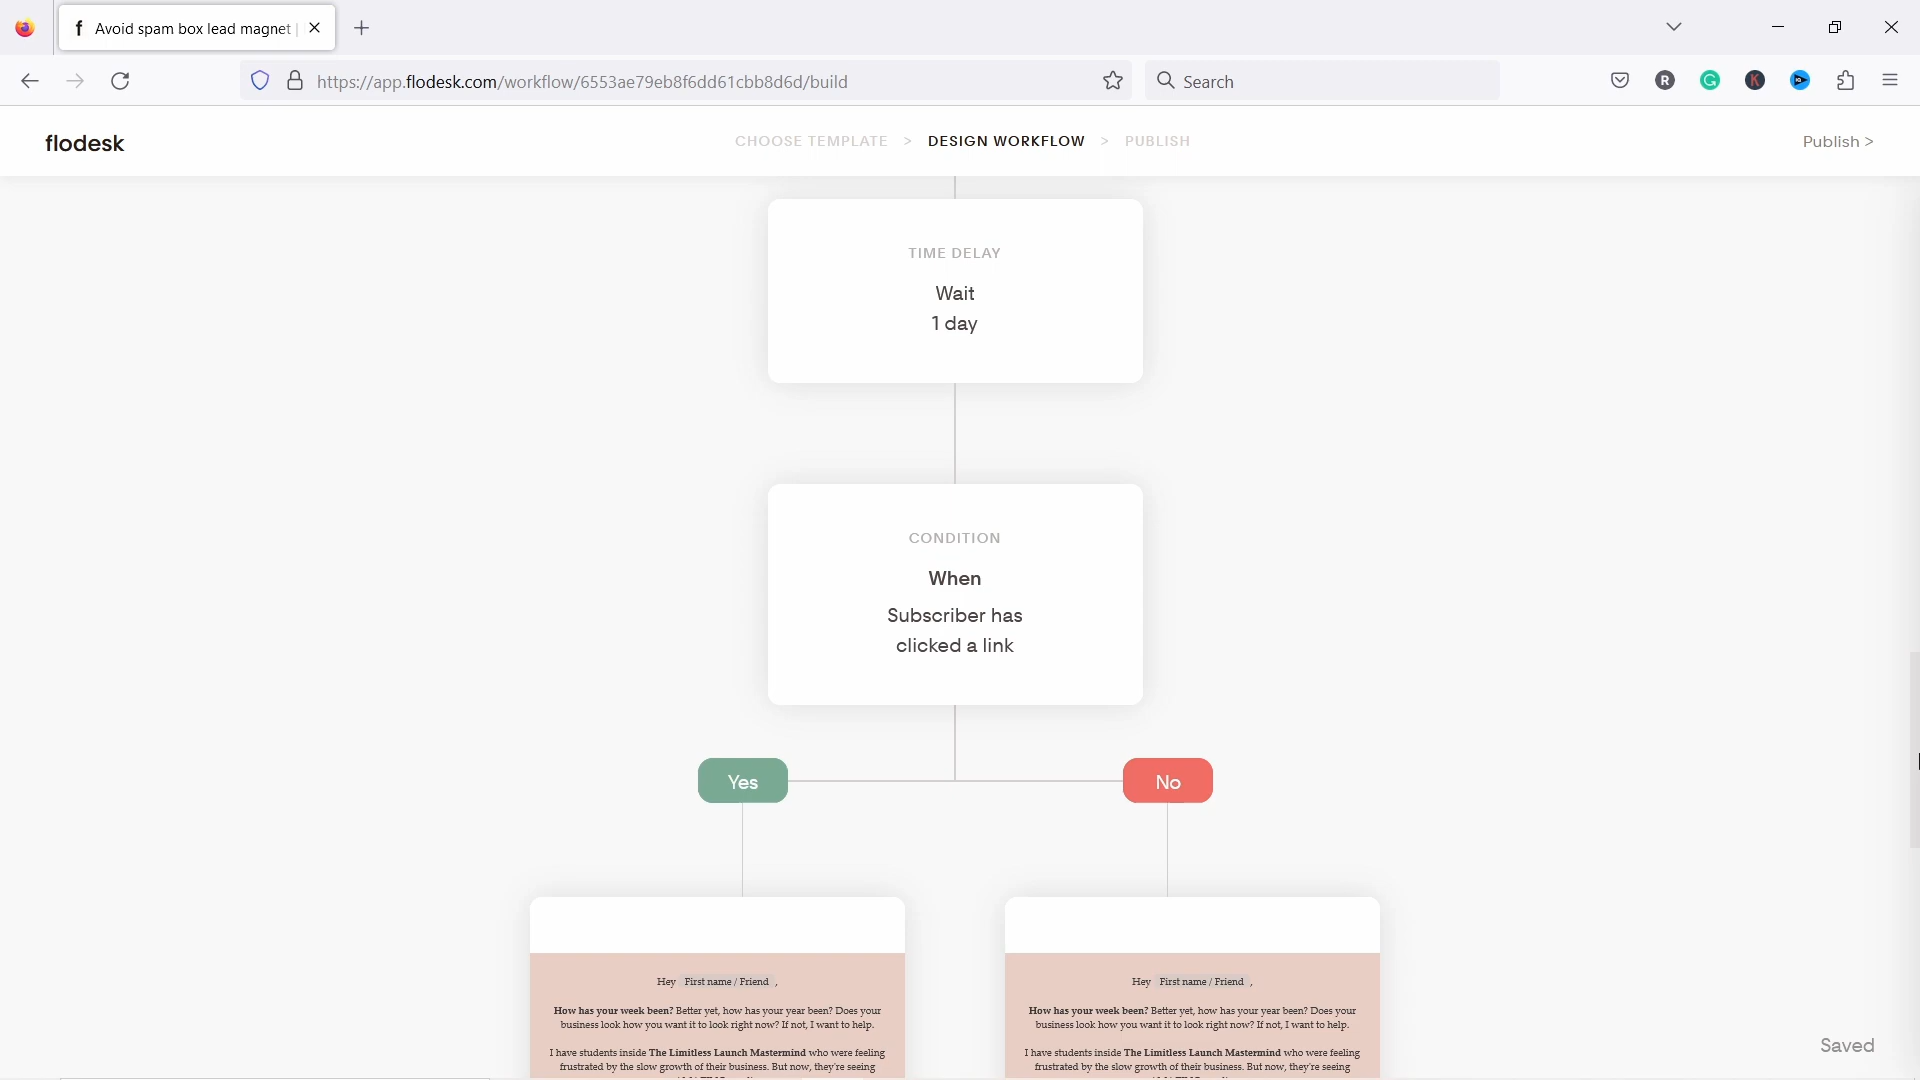 f Avoid spam box lead magnet |
https://app.flodesk.com/workflow/6553ae79eb8f6dd61cbb8d6d/build
Search
R G K
flodesk
CHOOSE TEMPLATE > DESIGN WORKFLOW > PUBLISH
Publish >
TIME DELAY
Wait
1 day
CONDITION
When
Subscriber has
clicked a link
Yes
No
Hey First name / Friend ,
How has your week been? Better yet, how has your year been? Does your
business look how you want it to look right now? If not, I want to help.
I have students inside The Limitless Launch Mastermind who were feeling
frustrated by the slow growth of their business. But now, they're seeing
Hey First name / Friend ,
How has your week been? Better yet, how has your year been? Does your
business look how you want it to look right now? If not, I want to help.
I have students inside The Limitless Launch Mastermind who were feeling
frustrated by the slow growth of their business. But now, they're seeing
Saved